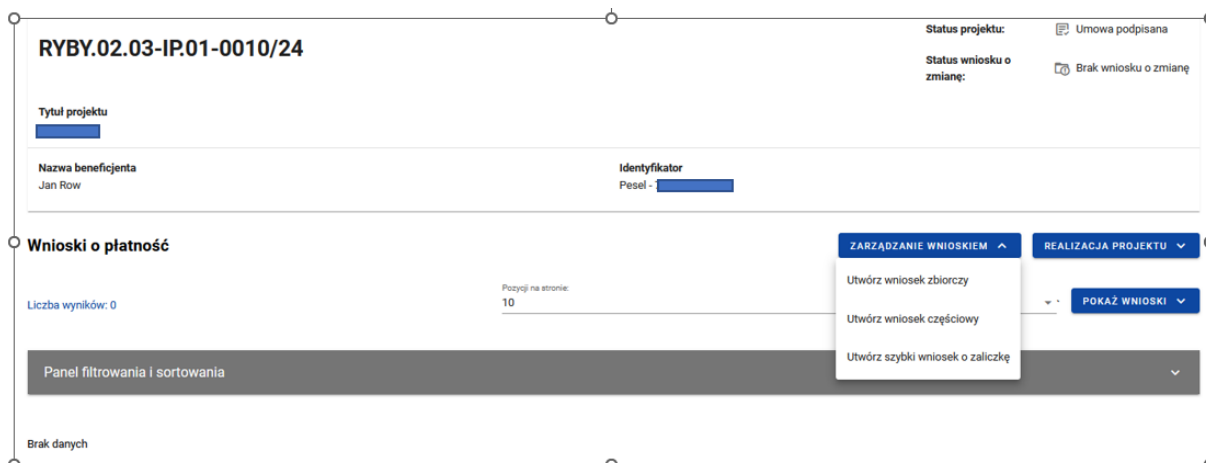 RYBY.02.03-IP.01-0010/24
Status projektu: Umowa podpisana
Status wniosku o zmianę: Brak wniosku o zmianę
Tytuł projektu
Nazwa beneficjenta
Jan Row
Identyfikator
Pesel -
Wnioski o płatność
ZARZĄDZANIE WNIOSKIEM
REALIZACJA PROJEKTU
Utwórz wniosek zbiorczy
Utwórz wniosek częściowy
Utwórz szybki wniosek o zaliczkę
Liczba wyników: 0
Pozycji na stronie:
10
POKAŻ WNIOSKI
Panel filtrowania i sortowania
Brak danych